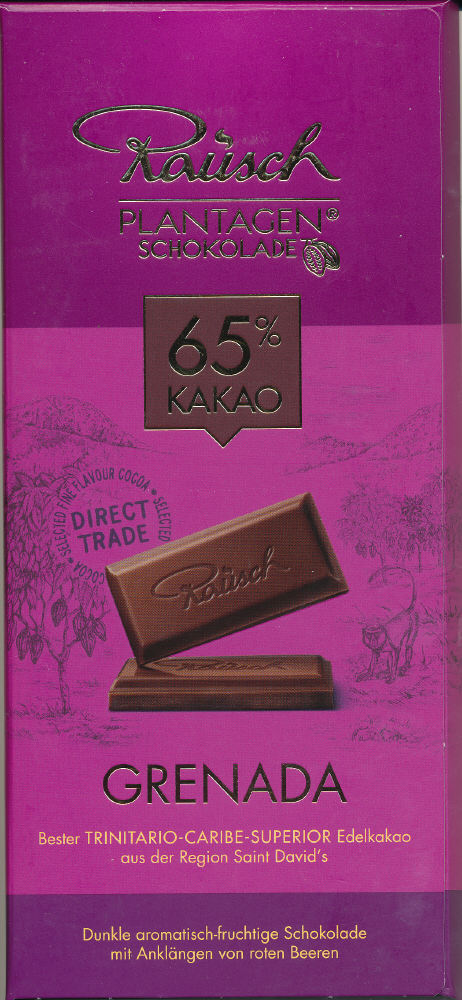 Rausch
PLANTAGEN®
SCHOKOLADE
65%
KAKAO
SELECTED FINE FLAVOUR COCOA • SELECTED
COCOA •
DIRECT
TRADE
Rausch
Rausch
GRENADA
Bester TRINITARIO-CARIBE-SUPERIOR Edelkakao
aus der Region Saint David's
Dunkle aromatisch-fruchtige Schokolade
mit Anklängen von roten Beeren